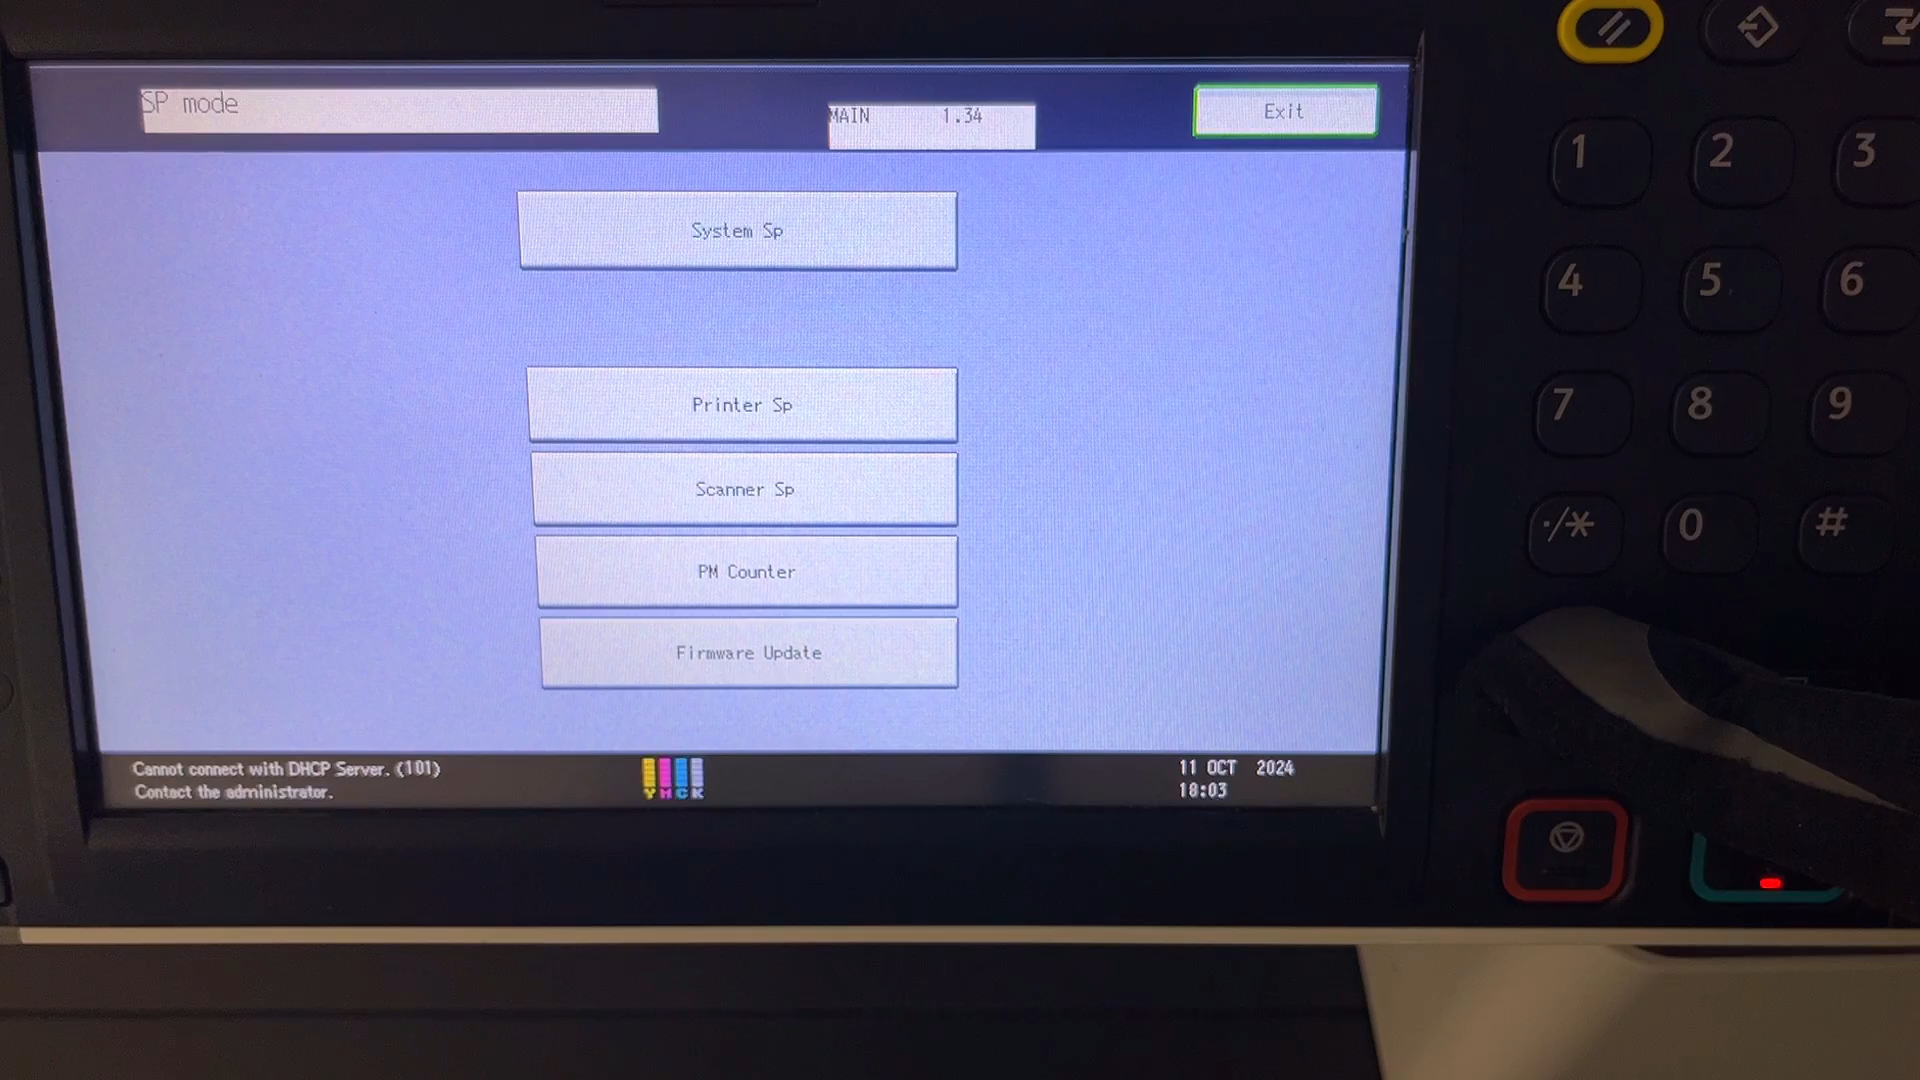 SP mode
MAIN 1.34
Exit
System Sp
Printer Sp
Scanner Sp
PM Counter
Firmware Update
Cannot connect with DHCP Server. (101)
Contact the administrator.
Y M C K
11 OCT 2024
18:03
1 2 3
4 5 6
7 8 9
./* 0 #